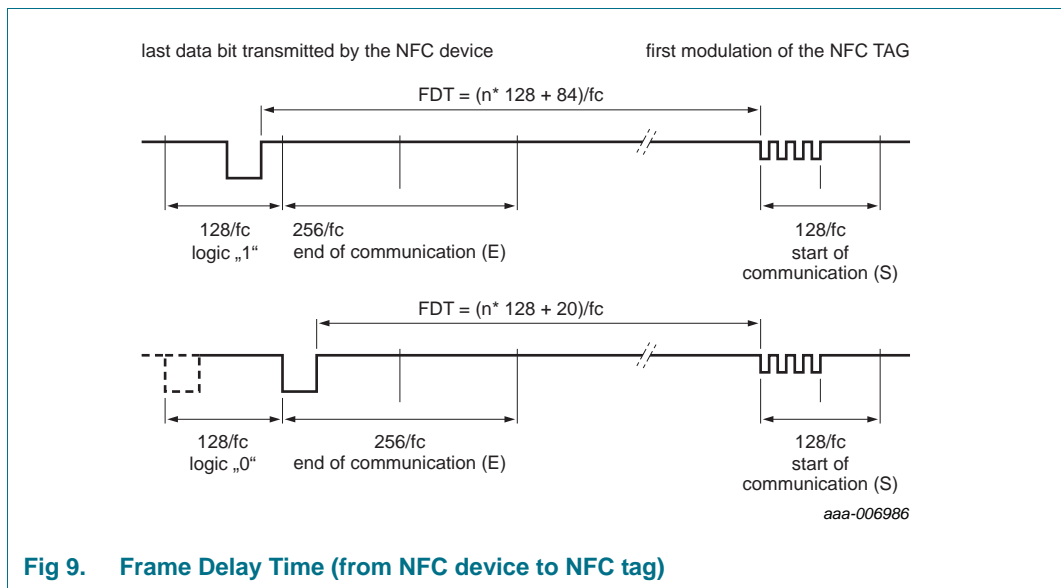 last data bit transmitted by the NFC device
first modulation of the NFC TAG
FDT = (n* 128 + 84)/fc
128/fc
logic „1“
256/fc
end of communication (E)
128/fc
start of
communication (S)
FDT = (n* 128 + 20)/fc
128/fc
logic „0“
256/fc
end of communication (E)
128/fc
start of
communication (S)
aaa-006986
Fig 9. Frame Delay Time (from NFC device to NFC tag)